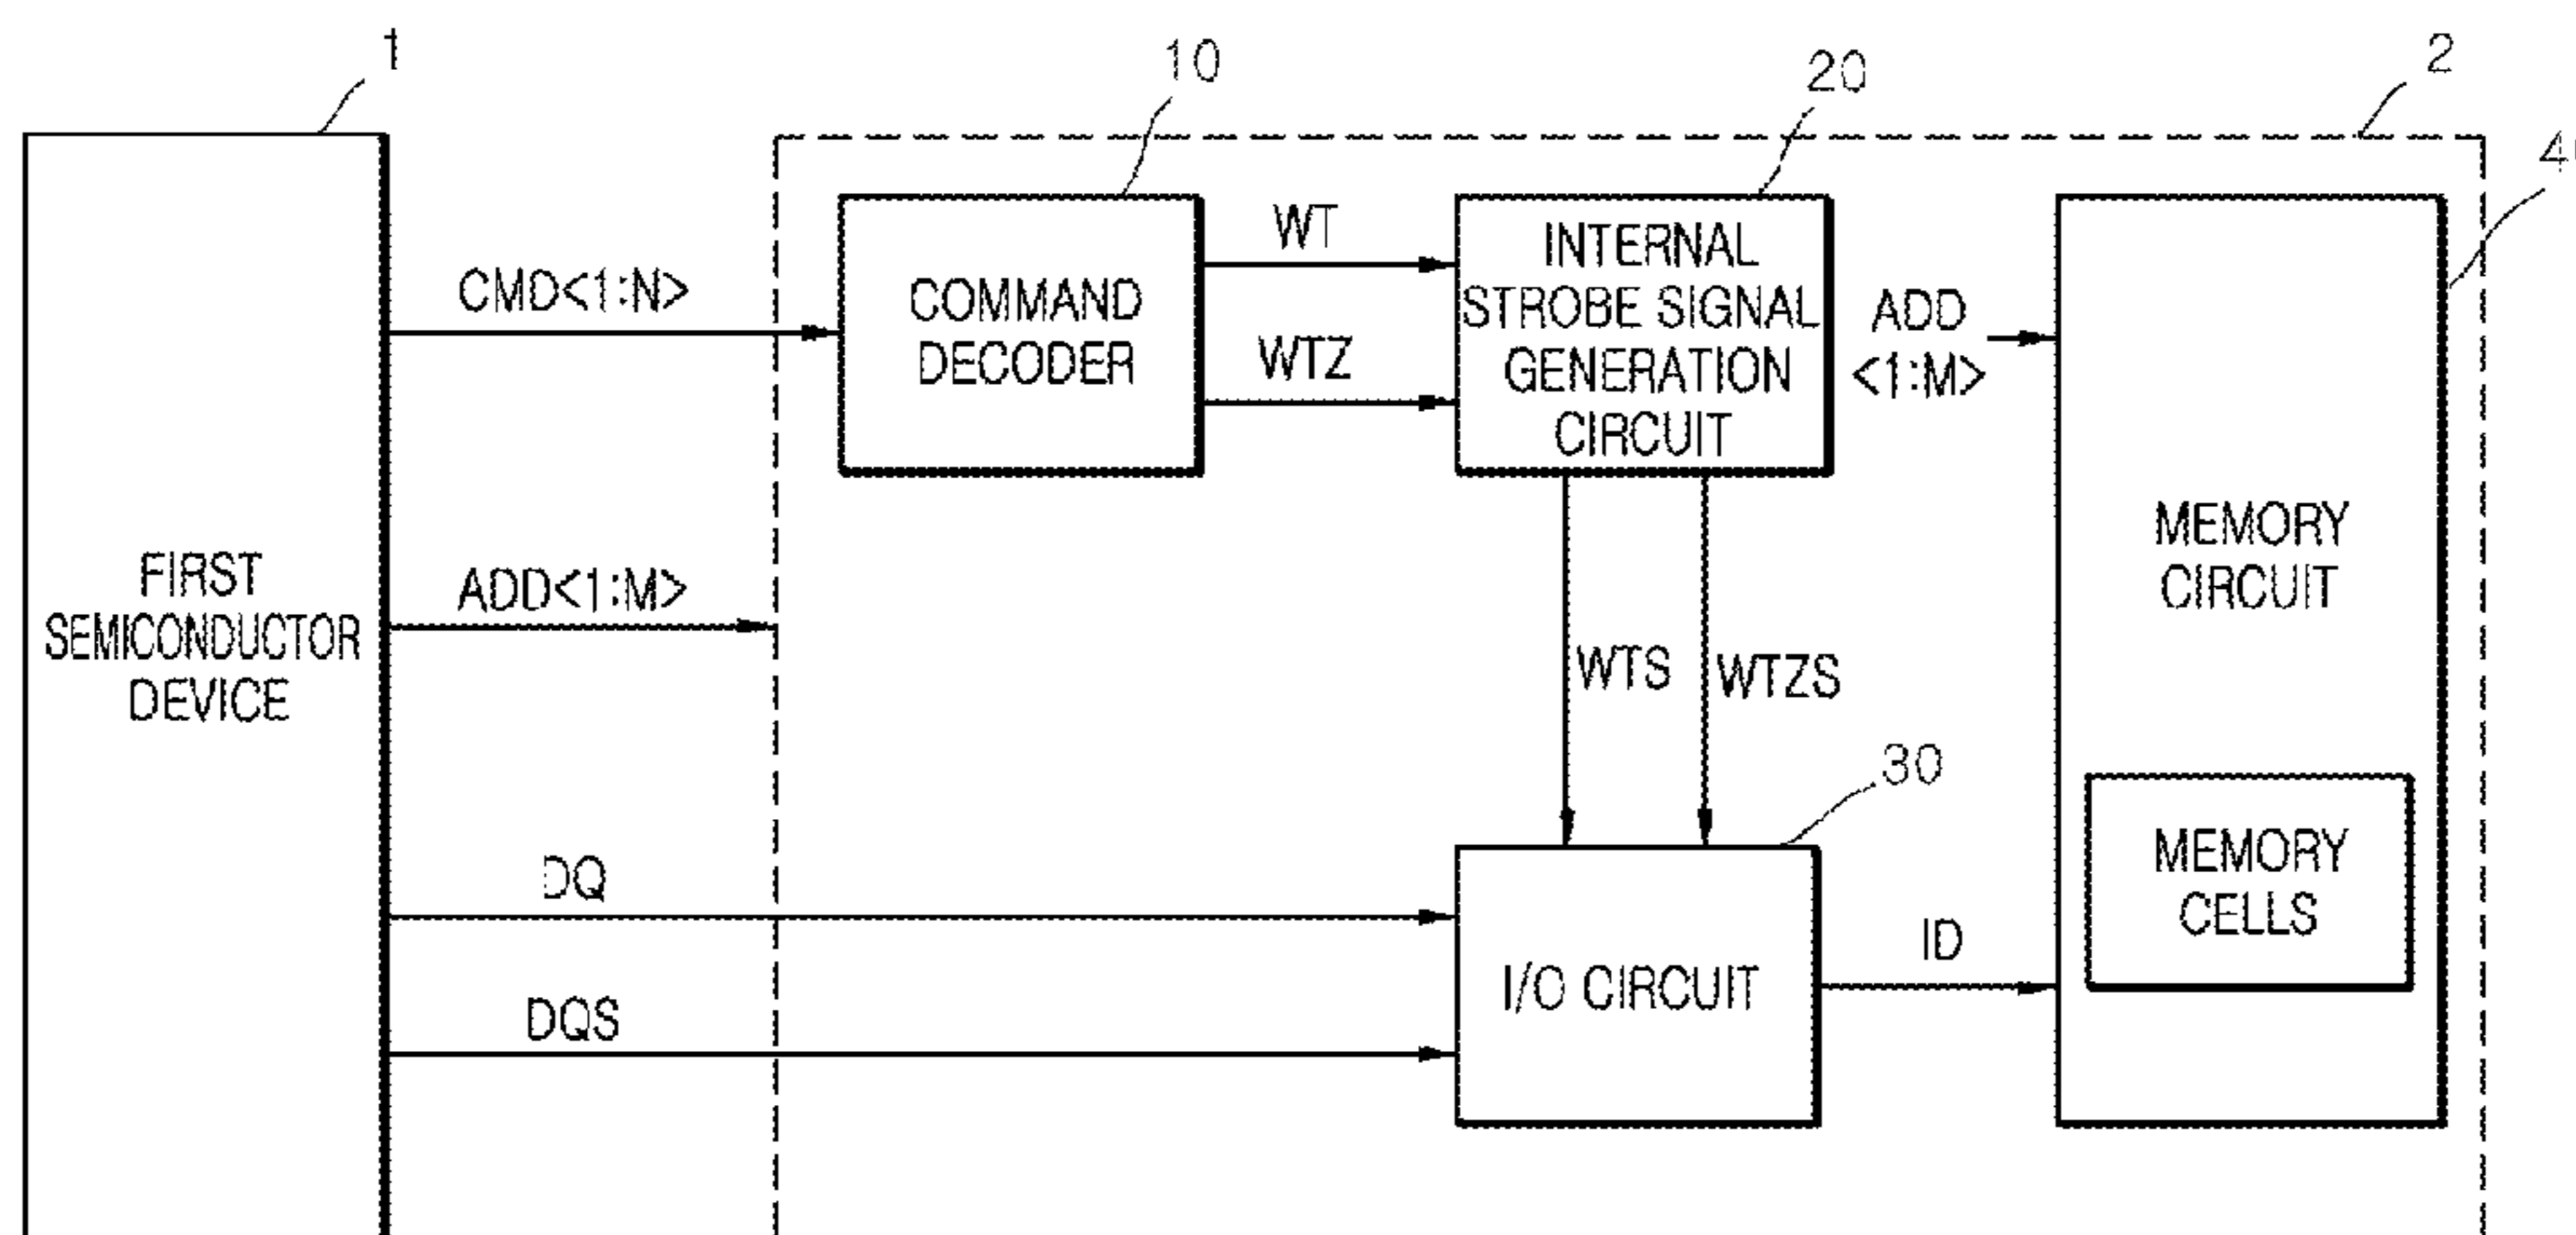 1
10
20
2
FIRST
SEMICONDUCTOR
DEVICE
CMD<1:N>
ADD<1:M>
DQ
DQS
COMMAND
DECODER
WT
WTZ
INTERNAL
STROBE SIGNAL
GENERATION
CIRCUIT
ADD
<1:M>
WTS
WTZS
30
I/O CIRCUIT
ID
MEMORY
CIRCUIT
MEMORY
CELLS